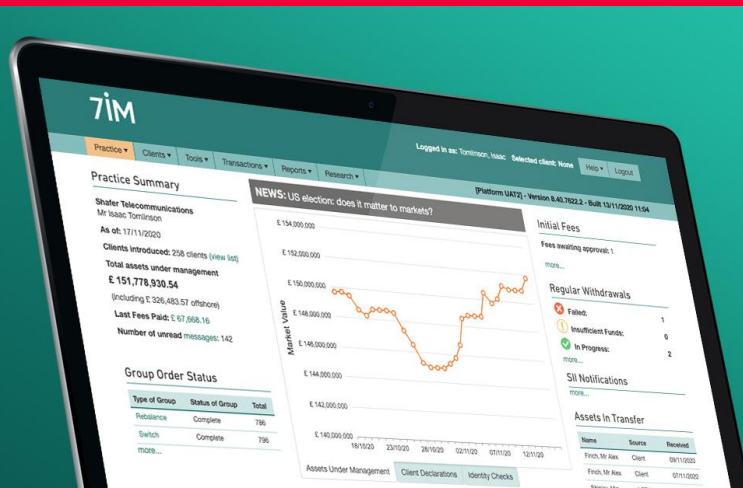 7iM
Logged in as: Tomlinson, Isaac Selected client: None Help Logout
Practice Clients Tools Transactions Reports Research
[Platform UAT2] - Version 8.40.7622.2 - Built 13/11/2020 11:04
Practice Summary
Shafer Telecommunications
Mr Isaac Tomlinson
As of: 17/11/2020
Clients introduced: 258 clients (view list)
Total assets under management
£ 151,778,930.54
(including £ 326,483.57 offshore)
Last Fees Paid: £ 67,668.16
Number of unread messages: 142
Group Order Status
Type of Group Status of Group Total
Rebalance Complete 786
Switch Complete 796
more...
NEWS: US election: does it matter to markets?
Market Value
£ 154,000,000
£ 152,000,000
£ 150,000,000
£ 148,000,000
£ 146,000,000
£ 144,000,000
£ 142,000,000
£ 140,000,000
18/10/20 23/10/20 28/10/20 02/11/20 07/11/20 12/11/20
Assets Under Management Client Declarations Identity Checks
Initial Fees
Fees awaiting approval: 1
more...
Regular Withdrawals
Failed: 1
Insufficient Funds: 0
In Progress: 2
more...
SII Notifications
more...
Assets In Transfer
Name Source Received
Finch, Mr Alex Client 09/11/2020
Finch, Mr Alex Client 07/11/2020